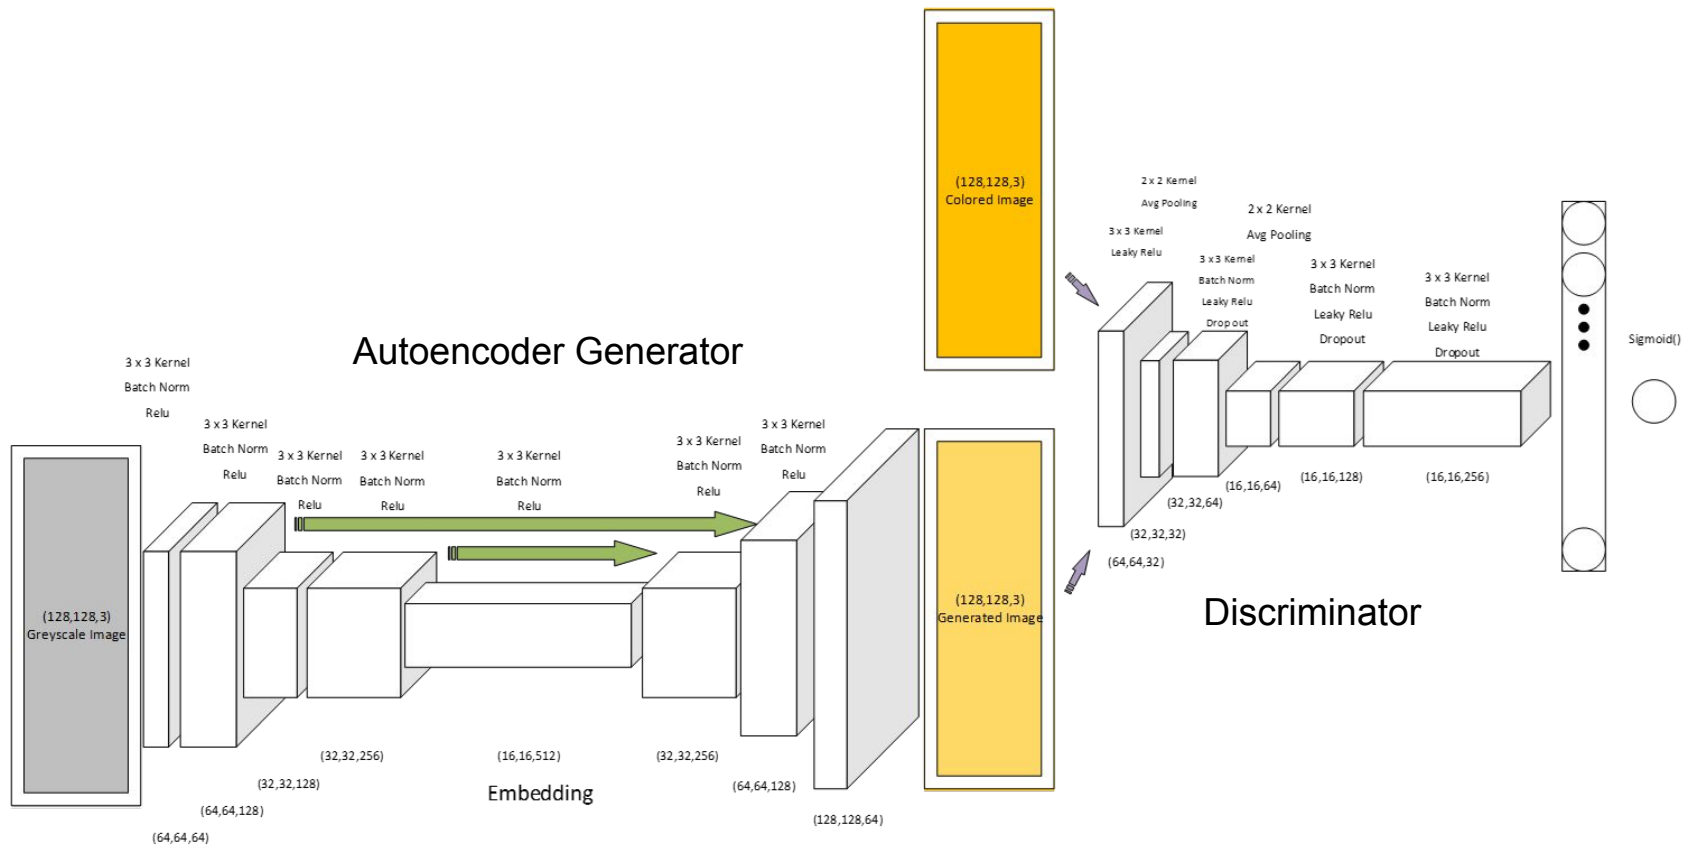 Autoencoder Generator
3 x 3 Kernel
Batch Norm
Relu
3 x 3 Kernel
Batch Norm
Relu
3 x 3 Kernel
Batch Norm
Relu
3 x 3 Kernel
Batch Norm
Relu
3 x 3 Kernel
Batch Norm
Relu
3 x 3 Kernel
Batch Norm
Relu
3 x 3 Kernel
Batch Norm
Relu
(128,128,3)
Greyscale Image
(64,64,64)
(64,64,128)
(32,32,128)
(32,32,256)
(16,16,512)
Embedding
(32,32,256)
(64,64,128)
(128,128,64)
(128,128,3)
Colored Image
(128,128,3)
Generated Image
3 x 3 Kernel
Leaky Relu
2 x 2 Kernel
Avg Pooling
3 x 3 Kernel
Batch Norm
Leaky Relu
Dropout
2 x 2 Kernel
Avg Pooling
3 x 3 Kernel
Batch Norm
Leaky Relu
Dropout
3 x 3 Kernel
Batch Norm
Leaky Relu
Dropout
Sigmoid()
(64,64,32)
(32,32,32)
(32,32,64)
(16,16,64)
(16,16,128)
(16,16,256)
Discriminator